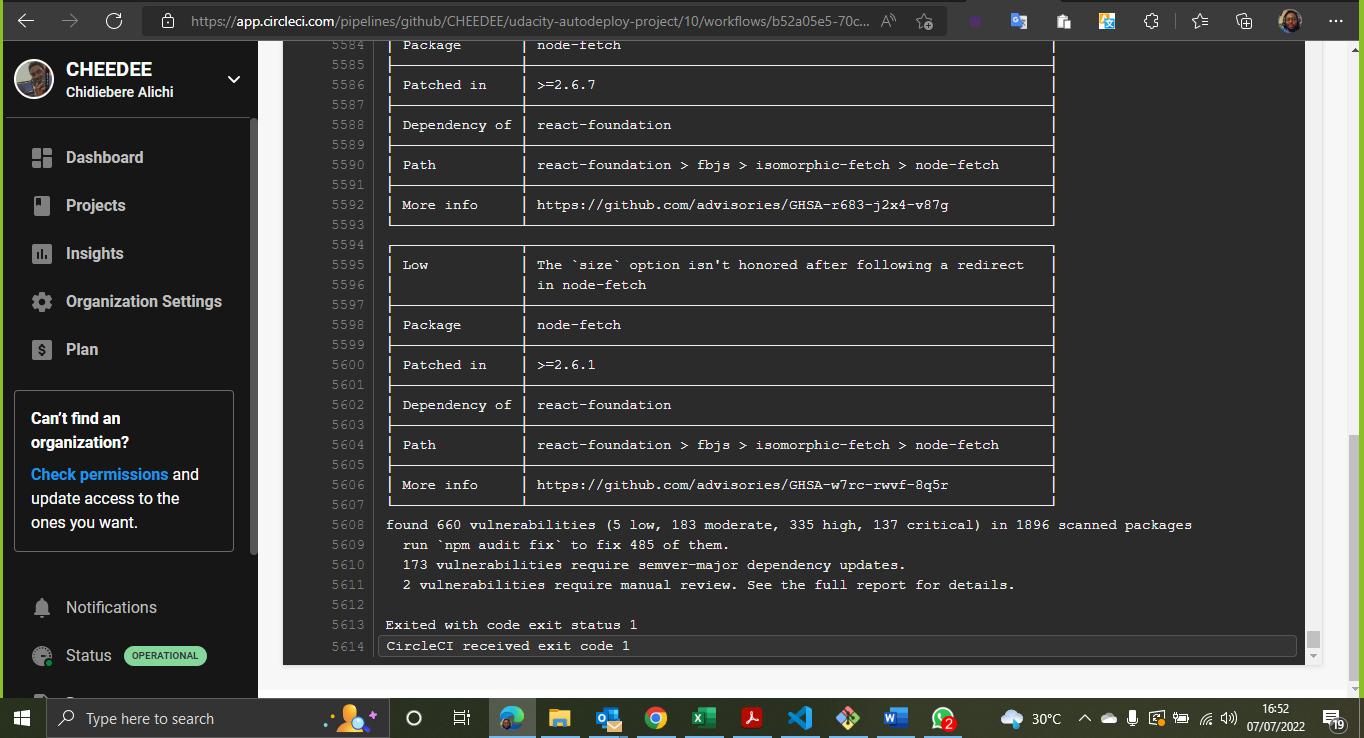 https://app.circleci.com/pipelines/github/CHEEDEE/udacity-autodeploy-project/10/workflows/b52a05e5-70c...
CHEEDEE
Chidiebere Alichi
Dashboard
Projects
Insights
Organization Settings
Plan
Can't find an
organization?
Check permissions and
update access to the
ones you want.
Notifications
Status OPERATIONAL
5584 Package node-fetch
5585
5586 Patched in >=2.6.7
5587
5588 Dependency of react-foundation
5589
5590 Path react-foundation > fbjs > isomorphic-fetch > node-fetch
5591
5592 More info https://github.com/advisories/GHSA-r683-j2x4-v87g
5593
5594
5595 Low The `size` option isn't honored after following a redirect
5596 in node-fetch
5597
5598 Package node-fetch
5599
5600 Patched in >=2.6.1
5601
5602 Dependency of react-foundation
5603
5604 Path react-foundation > fbjs > isomorphic-fetch > node-fetch
5605
5606 More info https://github.com/advisories/GHSA-w7rc-rwvf-8q5r
5607
5608 found 660 vulnerabilities (5 low, 183 moderate, 335 high, 137 critical) in 1896 scanned packages
5609 run `npm audit fix` to fix 485 of them.
5610 173 vulnerabilities require semver-major dependency updates.
5611 2 vulnerabilities require manual review. See the full report for details.
5612
5613 Exited with code exit status 1
5614 CircleCI received exit code 1
Type here to search
2
30°C
16:52
07/07/2022
19